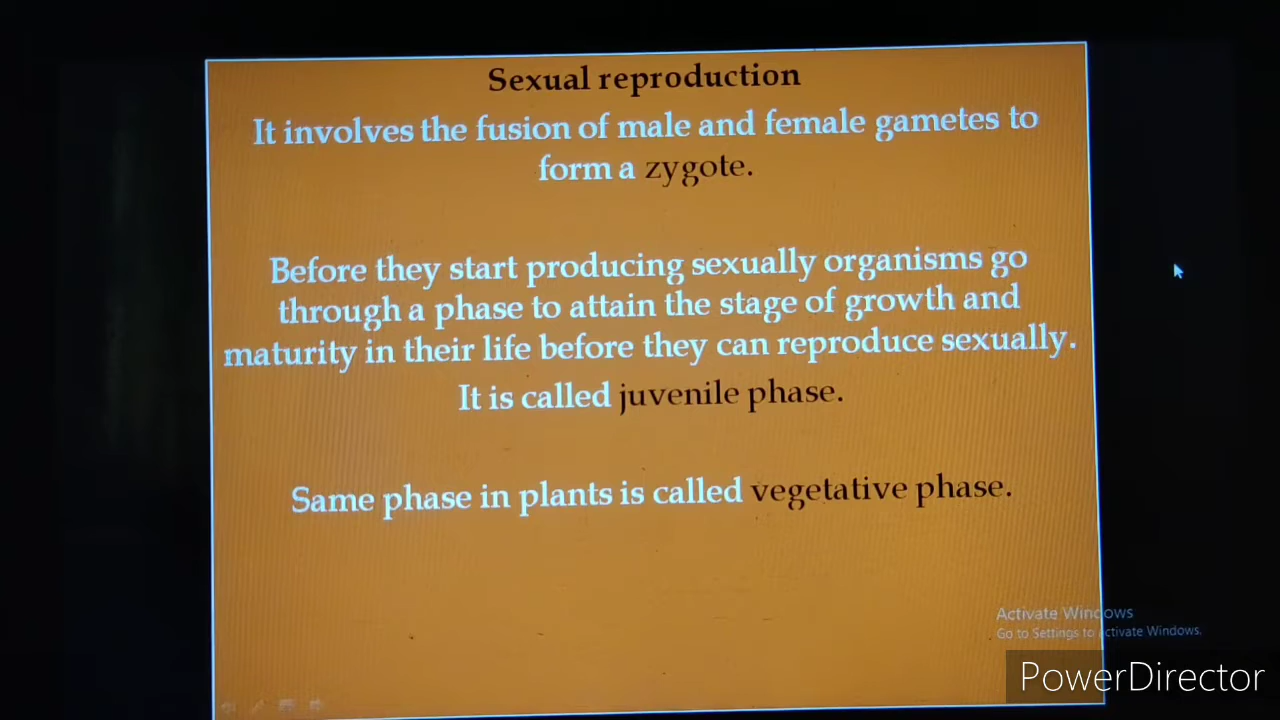 Sexual reproduction
It involves the fusion of male and female gametes to
form a zygote.
Before they start producing sexually organisms go
through a phase to attain the stage of growth and
maturity in their life before they can reproduce sexually.
It is called juvenile phase.
Same phase in plants is called vegetative phase.
Activate Windows
Go to Settings to activate Windows.
PowerDirector